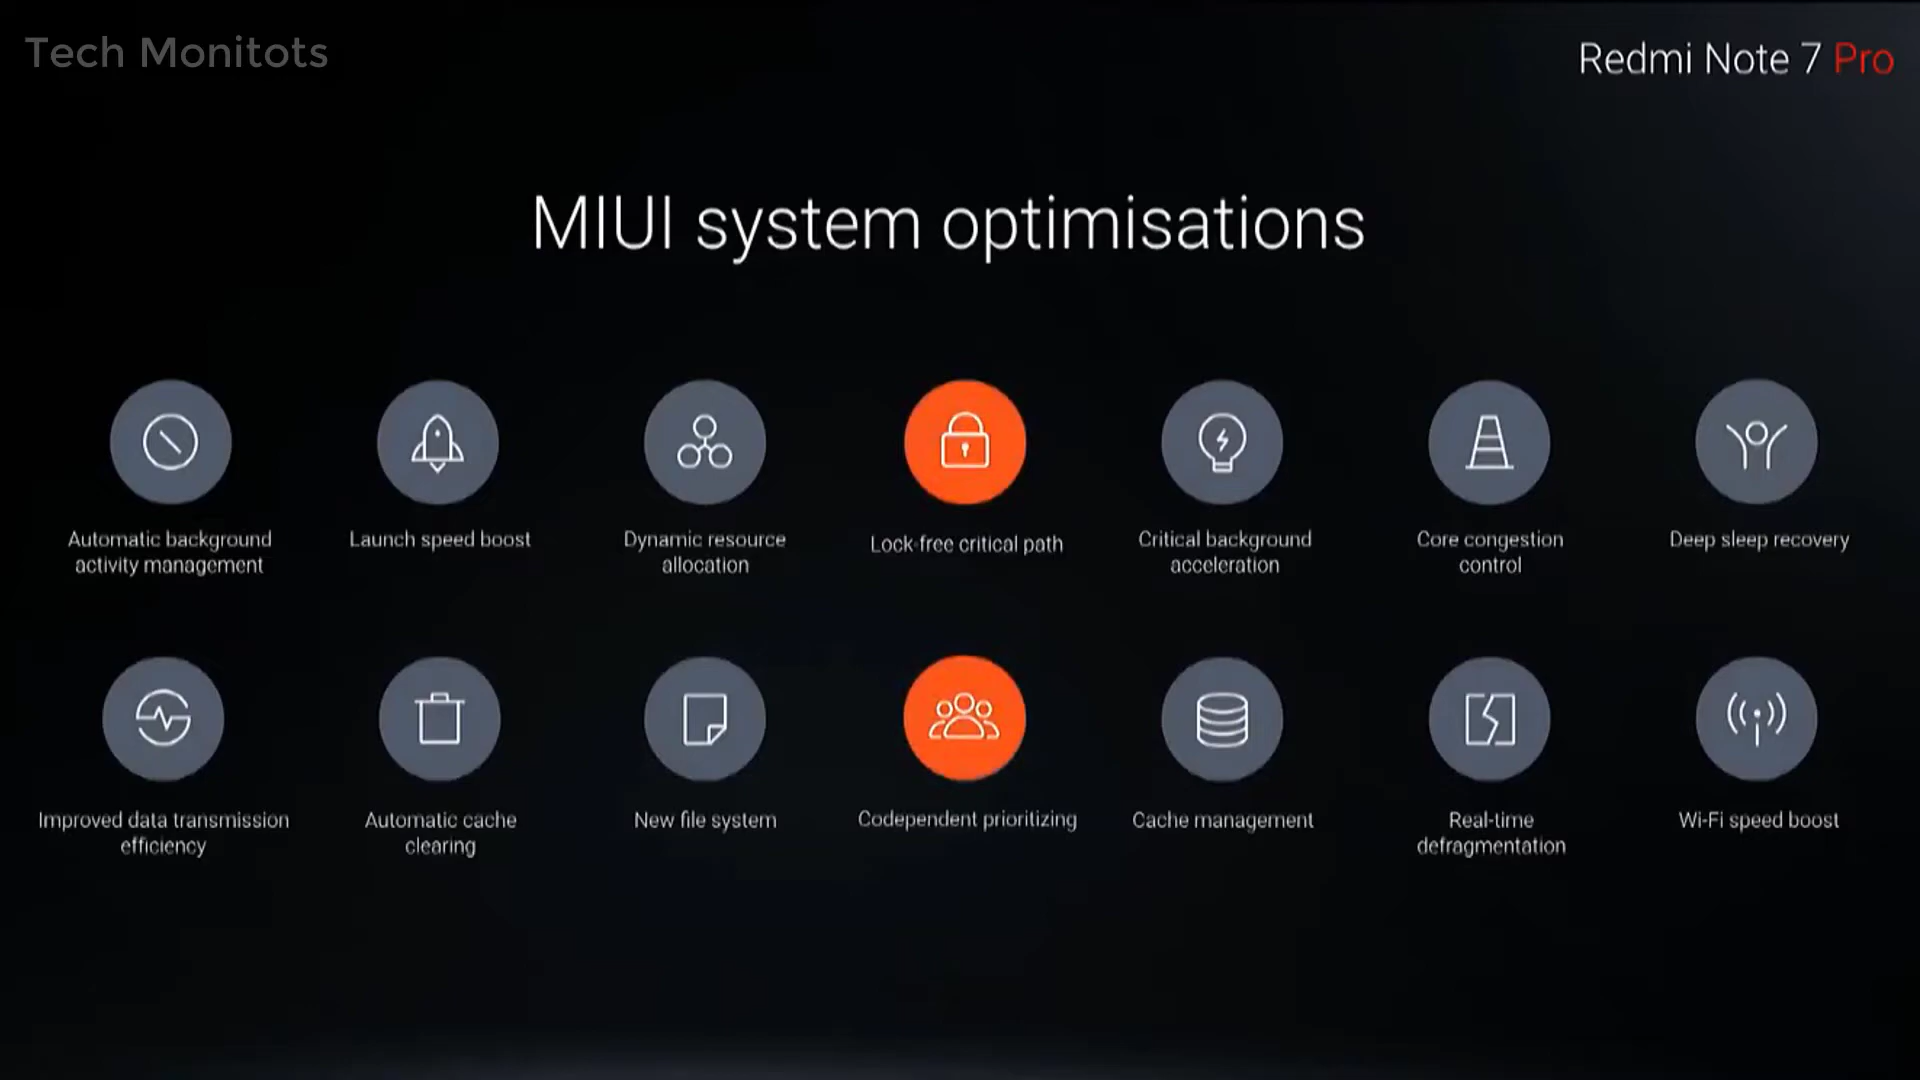 Tech Monitots
Redmi Note 7 Pro
MIUI system optimisations
Automatic background
activity management
Launch speed boost
Dynamic resource
allocation
Lock-free critical path
Critical background
acceleration
Core congestion
control
Deep sleep recovery
Improved data transmission
efficiency
Automatic cache
clearing
New file system
Codependent prioritizing
Cache management
Real-time
defragmentation
Wi-Fi speed boost